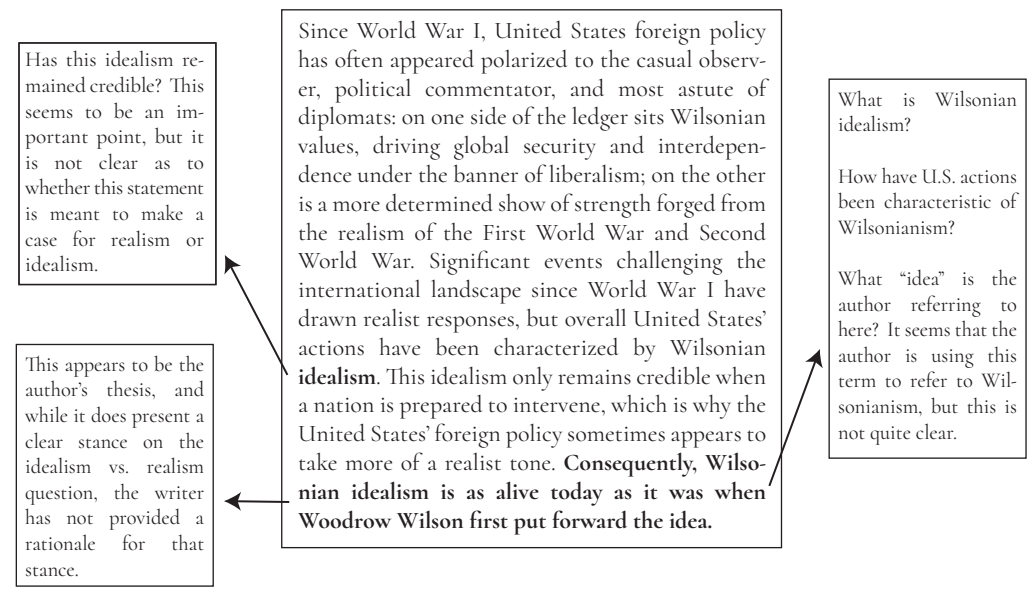 Has this idealism re-
mained credible? This
seems to be an im-
portant point, but it
is not clear as to
whether this statement
is meant to make a
case for realism or
idealism.
This appears to be the
author's thesis, and
while it does present a
clear stance on the
idealism vs. realism
question, the writer
has not provided a
rationale for that
stance.
Since World War I, United States foreign policy
has often appeared polarized to the casual observ-
er, political commentator, and most astute of
diplomats: on one side of the ledger sits Wilsonian
values, driving global security and interdepen-
dence under the banner of liberalism; on the other
is a more determined show of strength forged from
the realism of the First World War and Second
World War. Significant events challenging the
international landscape since World War I have
drawn realist responses, but overall United States'
actions have been characterized by Wilsonian
idealism. This idealism only remains credible when
a nation is prepared to intervene, which is why the
United States' foreign policy sometimes appears to
take more of a realist tone. Consequently, Wilso-
nian idealism is as alive today as it was when
Woodrow Wilson first put forward the idea.
What is Wilsonian
idealism?
How have U.S. actions
been characteristic of
Wilsonianism?
What “idea” is the
author referring to
here? It seems that the
author is using this
term to refer to Wil-
sonianism, but this is
not quite clear.